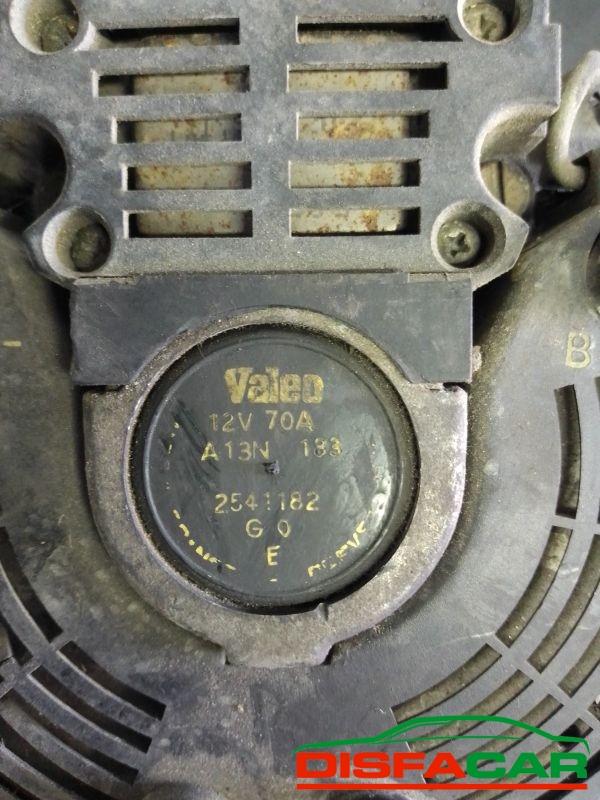 Valeo
12V 70A
A13N 183
2541182
G 0
E
B
DISFACAR